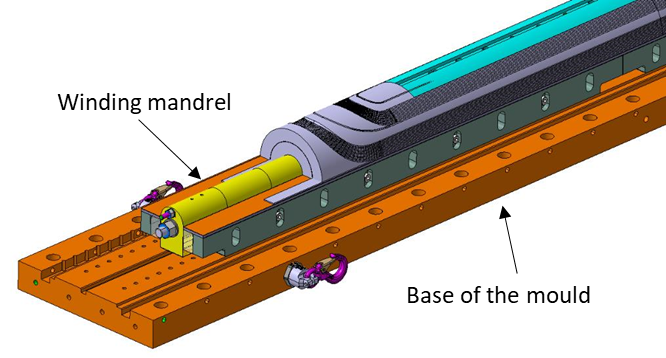 Winding mandrel
Base of the mould